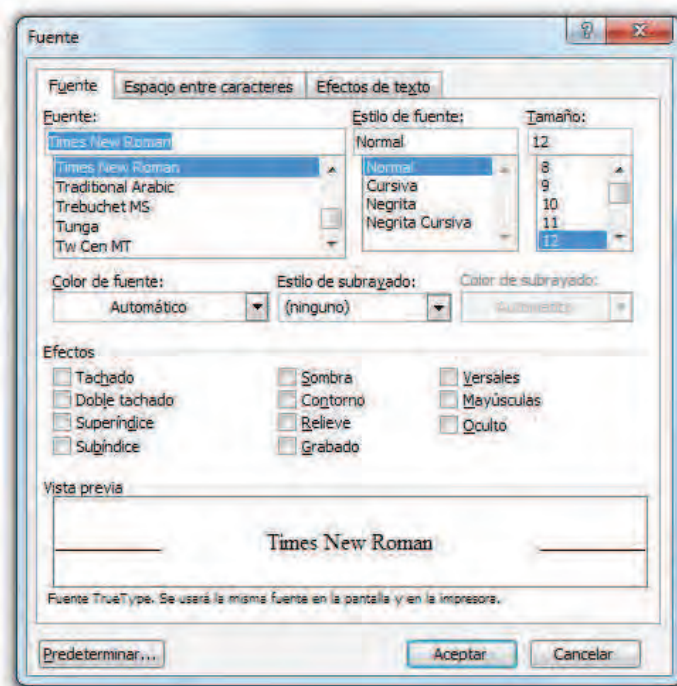 Fuente
Fuente Espacio entre caracteres Efectos de texto
Fuente: Estilo de fuente: Tamaño:
Times New Roman Normal 12
Times New Roman Normal 8
Traditional Arabic Cursiva 9
Trebuchet MS Negrita 10
Tunga Negrita Cursiva 11
Tw Cen MT 12
Color de fuente: Estilo de subrayado: Color de subrayado:
Automático (ninguno) Automático
Efectos
Tachado Sombra Versales
Doble tachado Contorno Mayúsculas
Superíndice Relieve Oculto
Subíndice Grabado
Vista previa
Times New Roman
Fuente TrueType. Se usará la misma fuente en la pantalla y en la impresora.
Predeterminar... Aceptar Cancelar